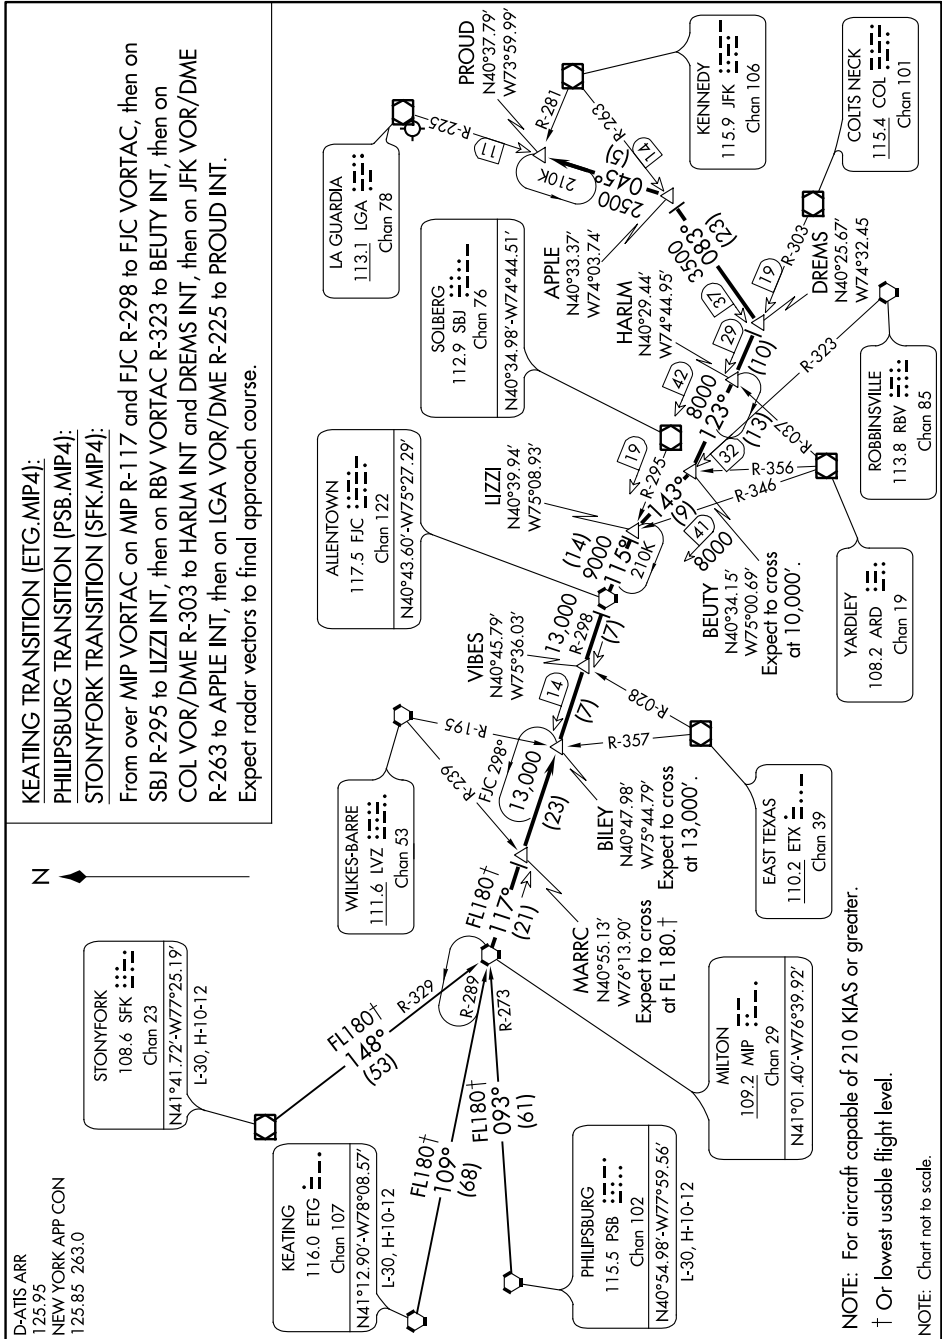 D-ATIS ARR
125.95
NEW YORK APP CON
125.85 263.0
KEATING TRANSITION (ETG.MIP4):
PHILIPSBURG TRANSITION (PSB.MIP4):
STONYFORK TRANSITION (SFK.MIP4):
From over MIP VORTAC on MIP R-117 and FJC R-298 to FJC VORTAC, then on
SBJ R-295 to LIZZI INT, then on RBV VORTAC R-323 to BEUTY INT, then on
COL VOR/DME R-303 to HARLM INT and DREMS INT, then on JFK VOR/DME
R-263 to APPLE INT, then on LGA VOR/DME R-225 to PROUD INT.
Expect radar vectors to final approach course.
N
STONYFORK
108.6 SFK
Chan 23
N41°41.72'-W77°25.19'
L-30, H-10-12
KEATING
116.0 ETG
Chan 107
N41°12.90'-W78°08.57'
L-30, H-10-12
PHILIPSBURG
115.5 PSB
Chan 102
N40°54.98'-W77°59.56'
L-30, H-10-12
FL180†
148°
(53)
R-329
FL180†
109°
(68)
R-289
FL180†
093°
(61)
R-273
MILTON
109.2 MIP
Chan 29
N41°01.40'-W76°39.92'
FL180†
117°
(21)
MARRC
N40°55.13'
W76°13.90'
Expect to cross
at FL 180.†
WILKES-BARRE
111.6 LVZ
Chan 53
R-239
R-195
FJC 298°
13,000
(23)
BILEY
N40°47.98'
W75°44.79'
Expect to cross
at 13,000'.
EAST TEXAS
110.2 ETX
Chan 39
R-357
R-028
14
(7)
VIBES
N40°45.79'
W75°36.03'
13,000
R-298
(7)
ALLENTOWN
117.5 FJC
Chan 122
N40°43.60'-W75°27.29'
(14)
9000
115°
210K
LIZZI
N40°39.94'
W75°08.93'
19
R-295
SOLBERG
112.9 SBJ
Chan 76
N40°34.98'-W74°44.51'
143°
(9)
41
8000
BEUTY
N40°34.15'
W75°00.69'
Expect to cross
at 10,000'.
YARDLEY
108.2 ARD
Chan 19
R-346
R-356
R-037
32
(13)
42
8000
123°
HARLM
N40°29.44'
W74°44.95'
29
(10)
R-323
ROBBINSVILLE
113.8 RBV
Chan 85
DREMS
N40°25.67'
W74°32.45
19
R-303
COLTS NECK
115.4 COL
Chan 101
37
3500
083°
(23)
APPLE
N40°33.37'
W74°03.74'
14
R-263
2500
045°
(5)
210K
R-281
KENNEDY
115.9 JFK
Chan 106
PROUD
N40°37.79'
W73°59.99'
11
R-225
LA GUARDIA
113.1 LGA
Chan 78
NOTE: For aircraft capable of 210 KIAS or greater.
† Or lowest usable flight level.
NOTE: Chart not to scale.